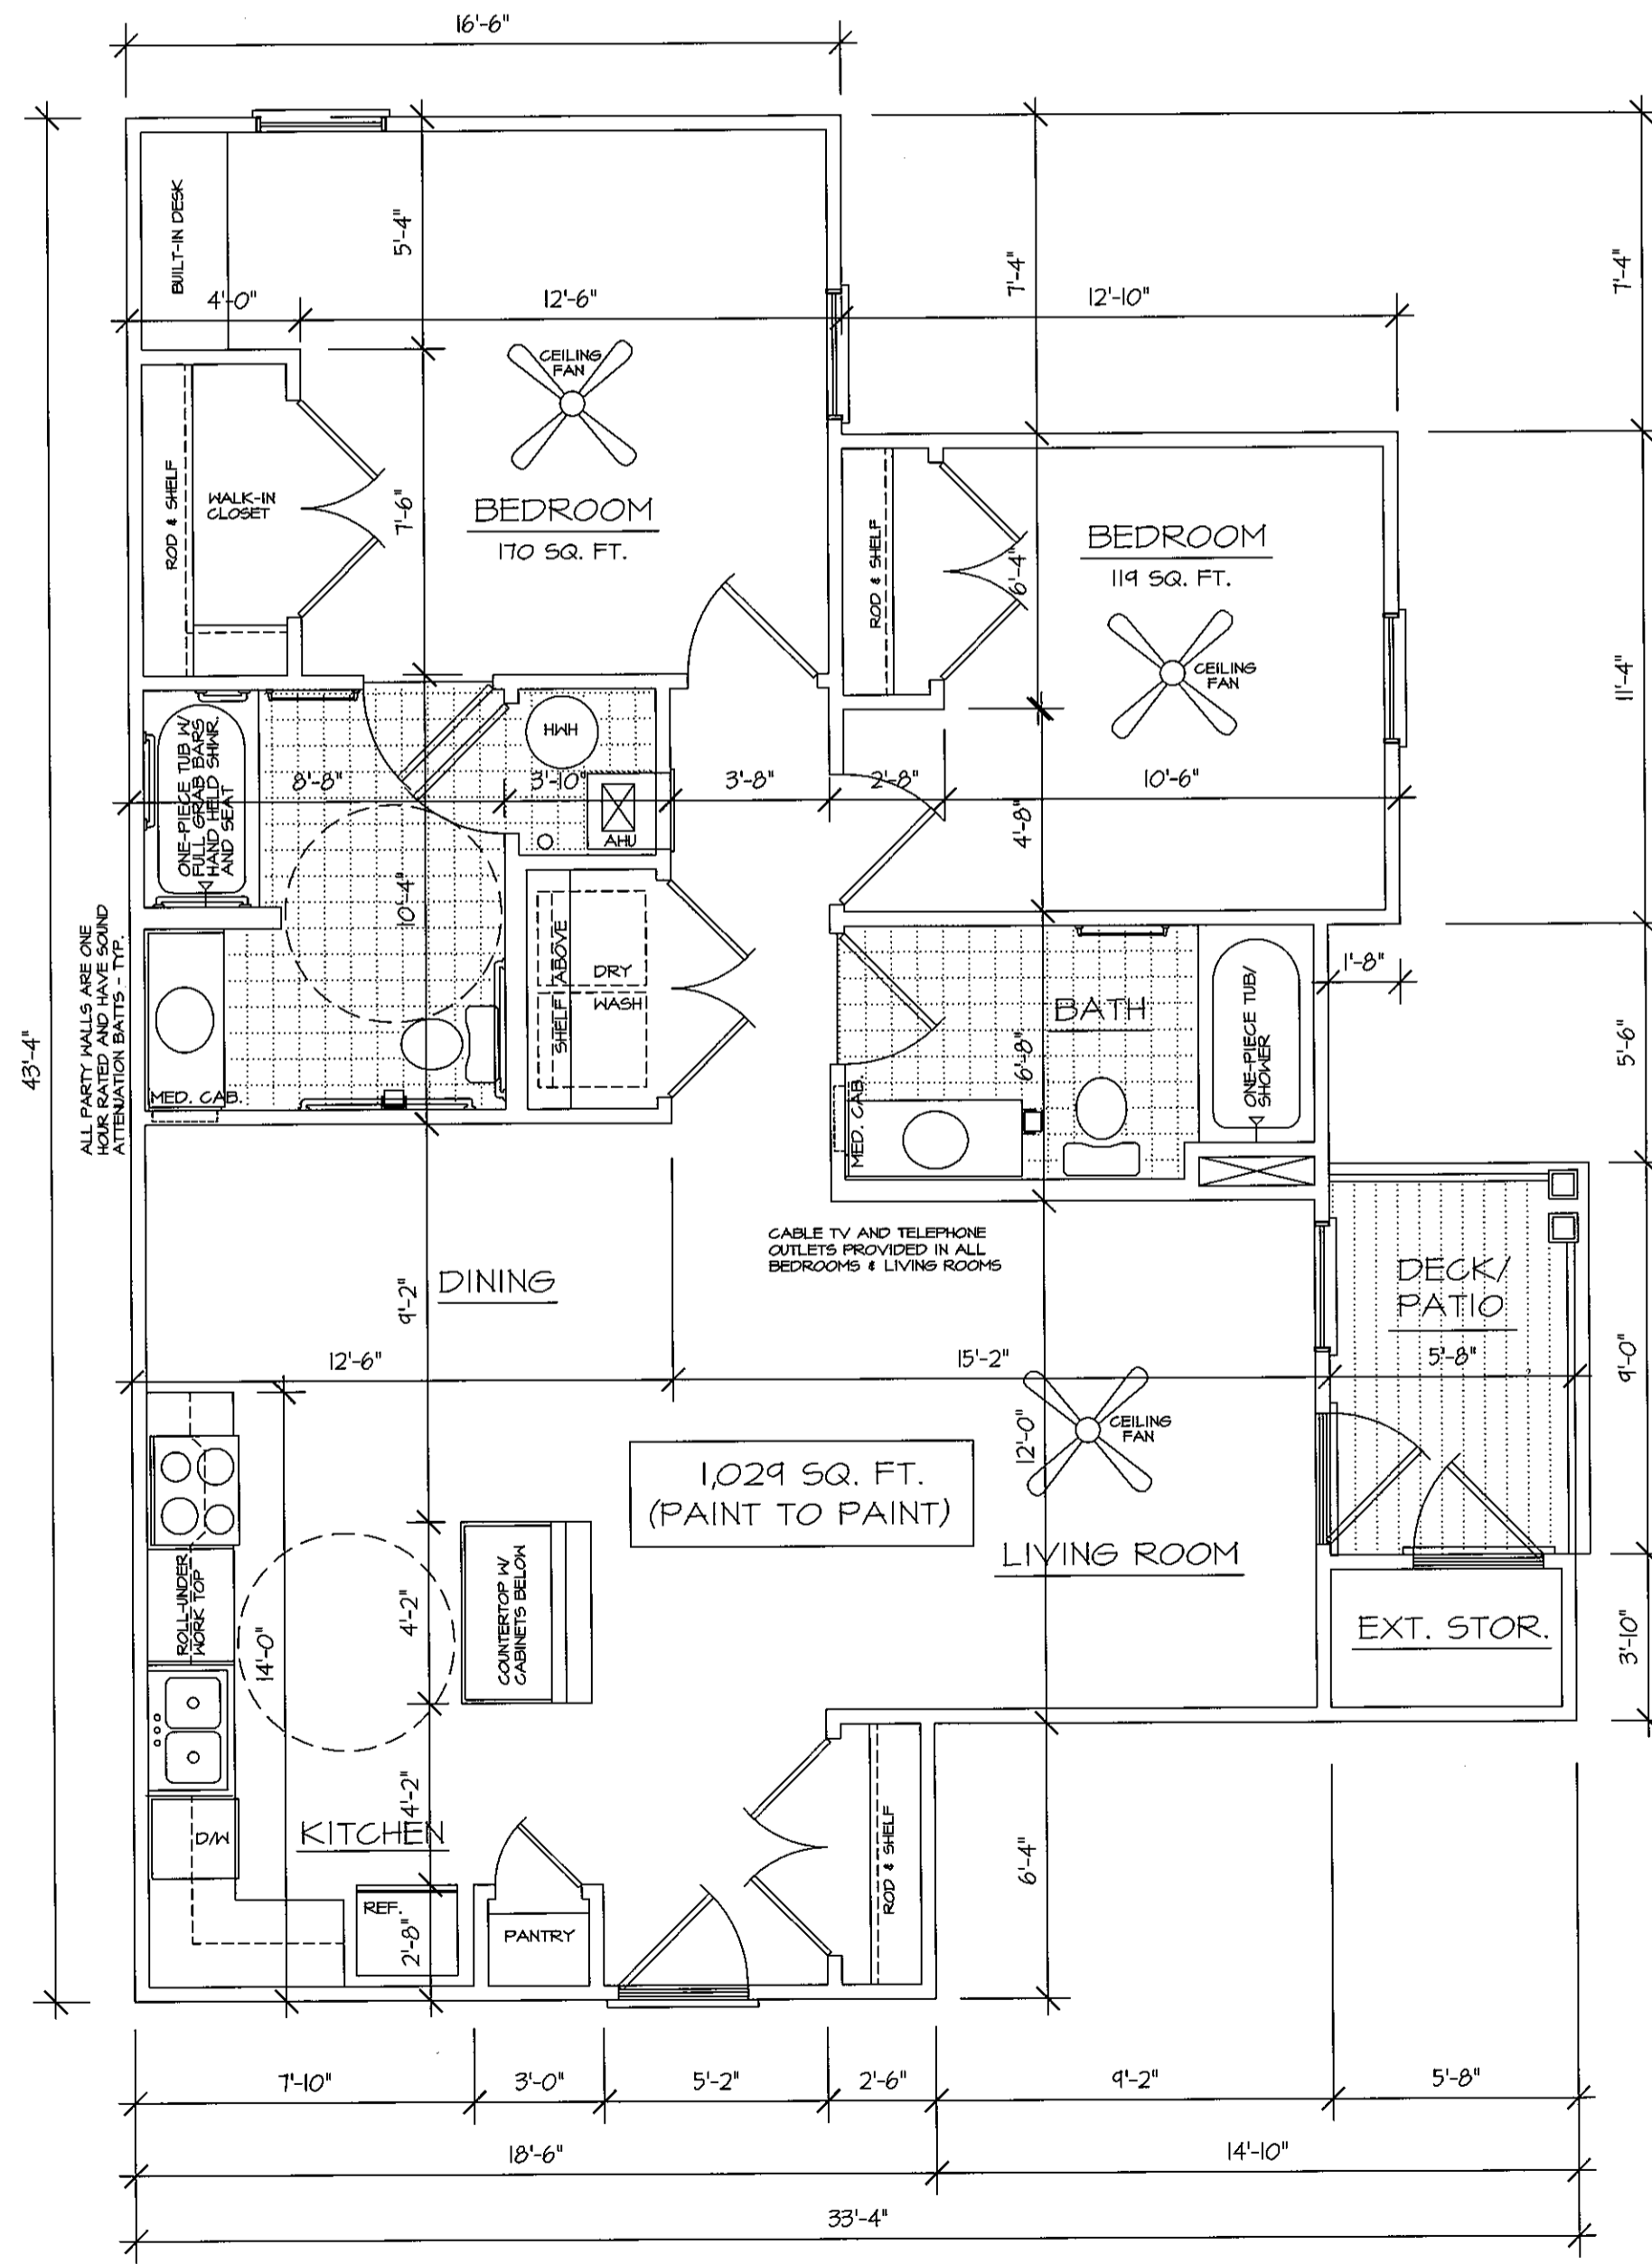 16'-6"
5'-4"
7'-4"
7'-4"
BUILT-IN DESK
4'-0"
12'-6"
12'-10"
CEILING
FAN
ROD & SHELF
WALK-IN
CLOSET
7'-6"
BEDROOM
170 SQ. FT.
ROD & SHELF
6'-4"
BEDROOM
119 SQ. FT.
CEILING
FAN
11'-4"
ONE-PIECE TUB W/
FULL GRAB BARS
HAND HELD SHWR.
AND SEAT
HWH
8'-8"
3'-10"
3'-8"
2'-8"
10'-6"
AHU
4'-8"
10'-4"
ALL PARTY WALLS ARE ONE
HOUR RATED AND HAVE SOUND
ATTENUATION BATTS - TYP.
43'-4"
SHELF ABOVE
DRY
WASH
MED. CAB.
BATH
6'-8"
MED. CAB.
ONE-PIECE TUB/
SHOWER
1'-8"
5'-6"
CABLE TV AND TELEPHONE
OUTLETS PROVIDED IN ALL
BEDROOMS & LIVING ROOMS
DINING
9'-2"
DECK/
PATIO
12'-6"
15'-2"
5'-8"
9'-0"
CEILING
FAN
12'-0"
1,029 SQ. FT.
(PAINT TO PAINT)
LIVING ROOM
ROLL-UNDER
WORK TOP
14'-0"
4'-2"
COUNTERTOP W/
CABINETS BELOW
EXT. STOR.
3'-10"
D/W
KITCHEN
4'-2"
ROD & SHELF
6'-4"
REF.
2'-8"
PANTRY
7'-10"
3'-0"
5'-2"
2'-6"
9'-2"
5'-8"
18'-6"
14'-10"
33'-4"